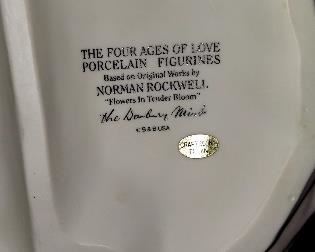 THE FOUR AGES OF LOVE
PORCELAIN FIGURINES
Based on Original Works by
NORMAN ROCKWELL
"Flowers In Tender Bloom"
The Danbury Mint
© S & B USA